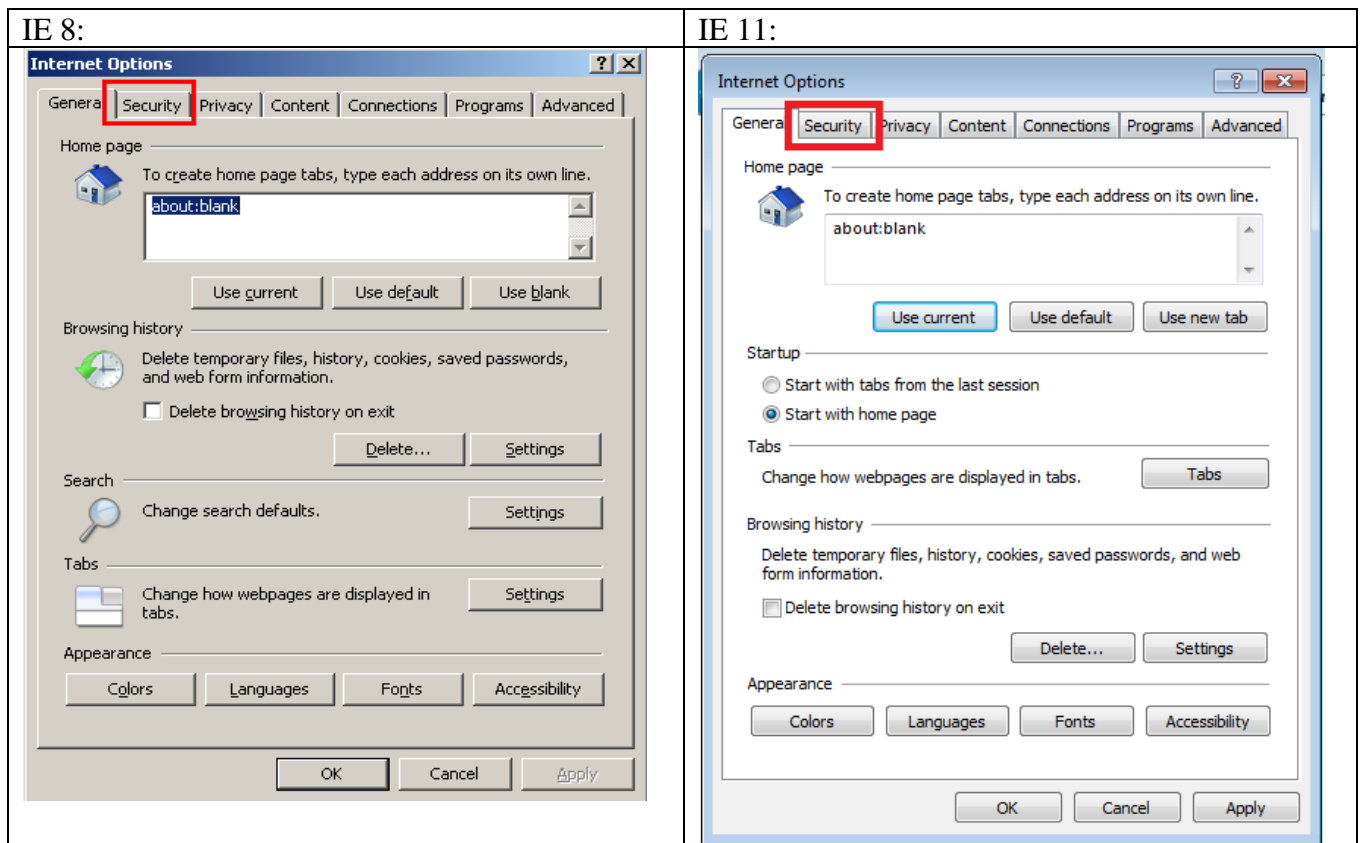 IE 8:
Internet Options
General Security Privacy Content Connections Programs Advanced
Home page
To create home page tabs, type each address on its own line.
about:blank
Use current Use default Use blank
Browsing history
Delete temporary files, history, cookies, saved passwords,
and web form information.
Delete browsing history on exit
Delete... Settings
Search
Change search defaults.
Settings
Tabs
Change how webpages are displayed in
tabs.
Settings
Appearance
Colors Languages Fonts Accessibility
OK Cancel Apply
IE 11:
Internet Options
General Security Privacy Content Connections Programs Advanced
Home page
To create home page tabs, type each address on its own line.
about:blank
Use current Use default Use new tab
Startup
Start with tabs from the last session
Start with home page
Tabs
Change how webpages are displayed in tabs.
Tabs
Browsing history
Delete temporary files, history, cookies, saved passwords, and web
form information.
Delete browsing history on exit
Delete... Settings
Appearance
Colors Languages Fonts Accessibility
OK Cancel Apply